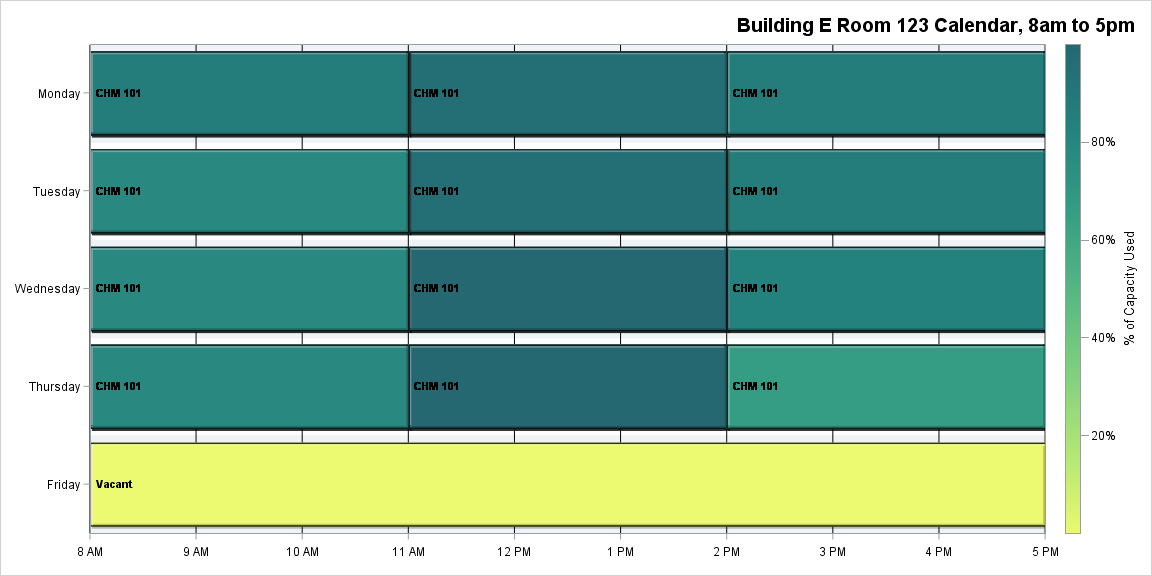 Building E Room 123 Calendar, 8am to 5pm
Monday
CHM 101
CHM 101
CHM 101
Tuesday
CHM 101
CHM 101
CHM 101
Wednesday
CHM 101
CHM 101
CHM 101
Thursday
CHM 101
CHM 101
CHM 101
Friday
Vacant
8 AM
9 AM
10 AM
11 AM
12 PM
1 PM
2 PM
3 PM
4 PM
5 PM
80%
60%
40%
20%
% of Capacity Used